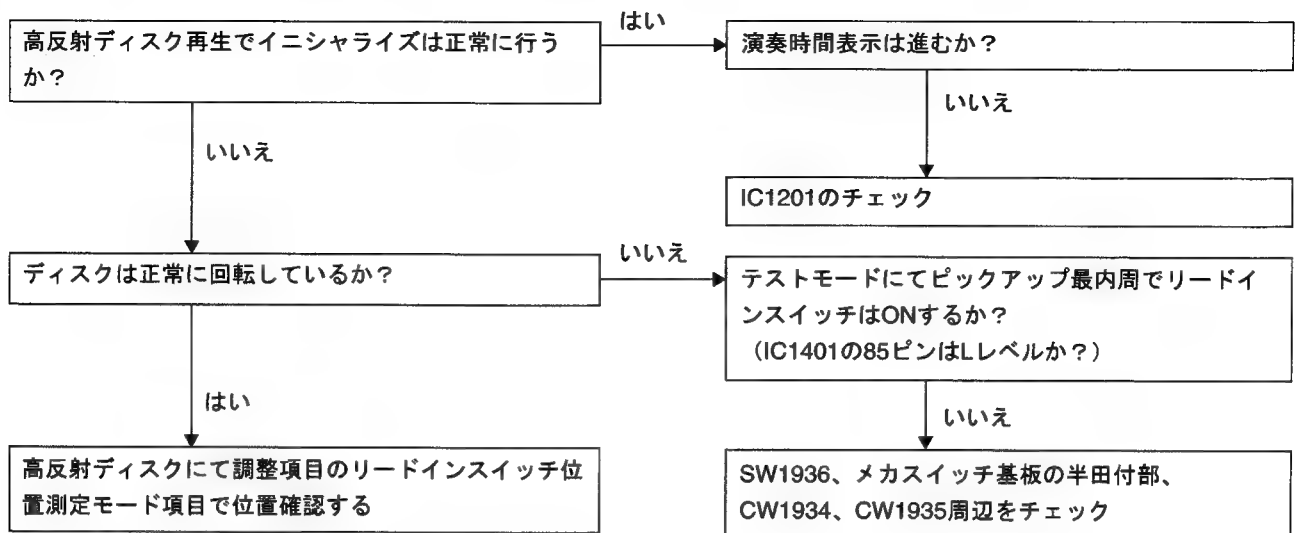 高反射ディスク再生でイニシャライズは正常に行う
か？
はい
演奏時間表示は進むか？
いいえ
いいえ
IC1201のチェック
ディスクは正常に回転しているか？
いいえ
テストモードにてピックアップ最内周でリードイ
ンスイッチはONするか？
（IC1401の85ピンはLレベルか？）
はい
いいえ
高反射ディスクにて調整項目のリードインスイッチ位
置測定モード項目で位置確認する
SW1936、メカスイッチ基板の半田付部、
CW1934、CW1935周辺をチェック